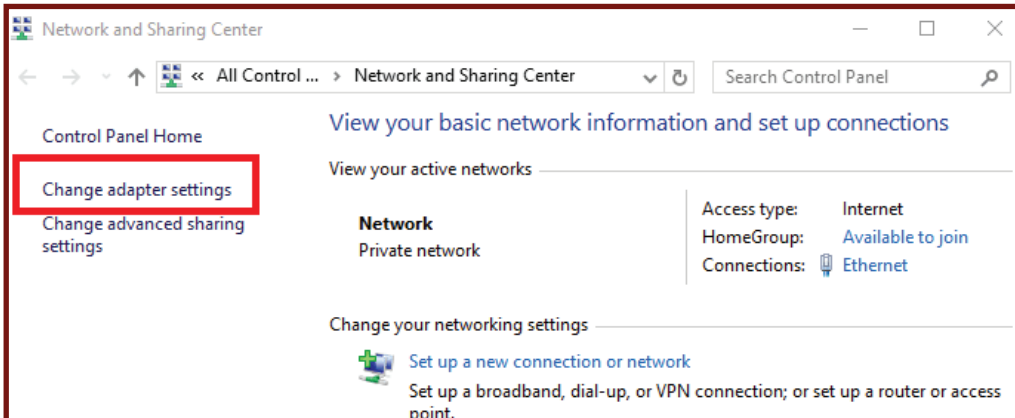 Network and Sharing Center
« All Control ... › Network and Sharing Center
Search Control Panel
Control Panel Home
Change adapter settings
Change advanced sharing
settings
View your basic network information and set up connections
View your active networks
Network
Private network
Access type: Internet
HomeGroup: Available to join
Connections: Ethernet
Change your networking settings
Set up a new connection or network
Set up a broadband, dial-up, or VPN connection; or set up a router or access
point.